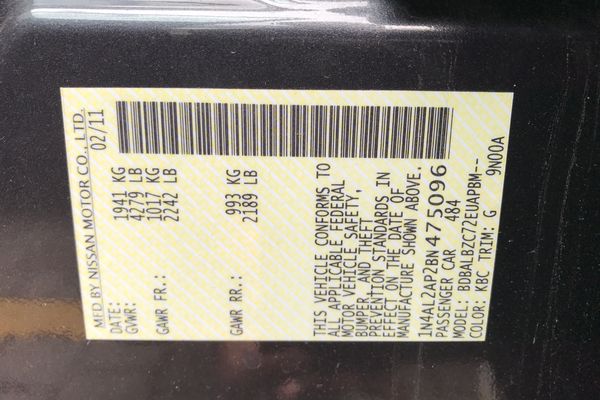 MFD BY NISSAN MOTOR CO., LTD.
DATE: 02/11
GVWR: 1941 KG
4279 LB
GAWR FR.: 1017 KG
2242 LB
GAWR RR.: 993 KG
2189 LB
THIS VEHICLE CONFORMS TO
ALL APPLICABLE FEDERAL
MOTOR VEHICLE SAFETY,
BUMPER, AND THEFT
PREVENTION STANDARDS IN
EFFECT ON THE DATE OF
MANUFACTURE SHOWN ABOVE.
1N4AL2AP2BN475096
PASSENGER CAR 484
MODEL: BDBALBZC72EUAPBM--
COLOR: KBC TRIM: G 9N00A